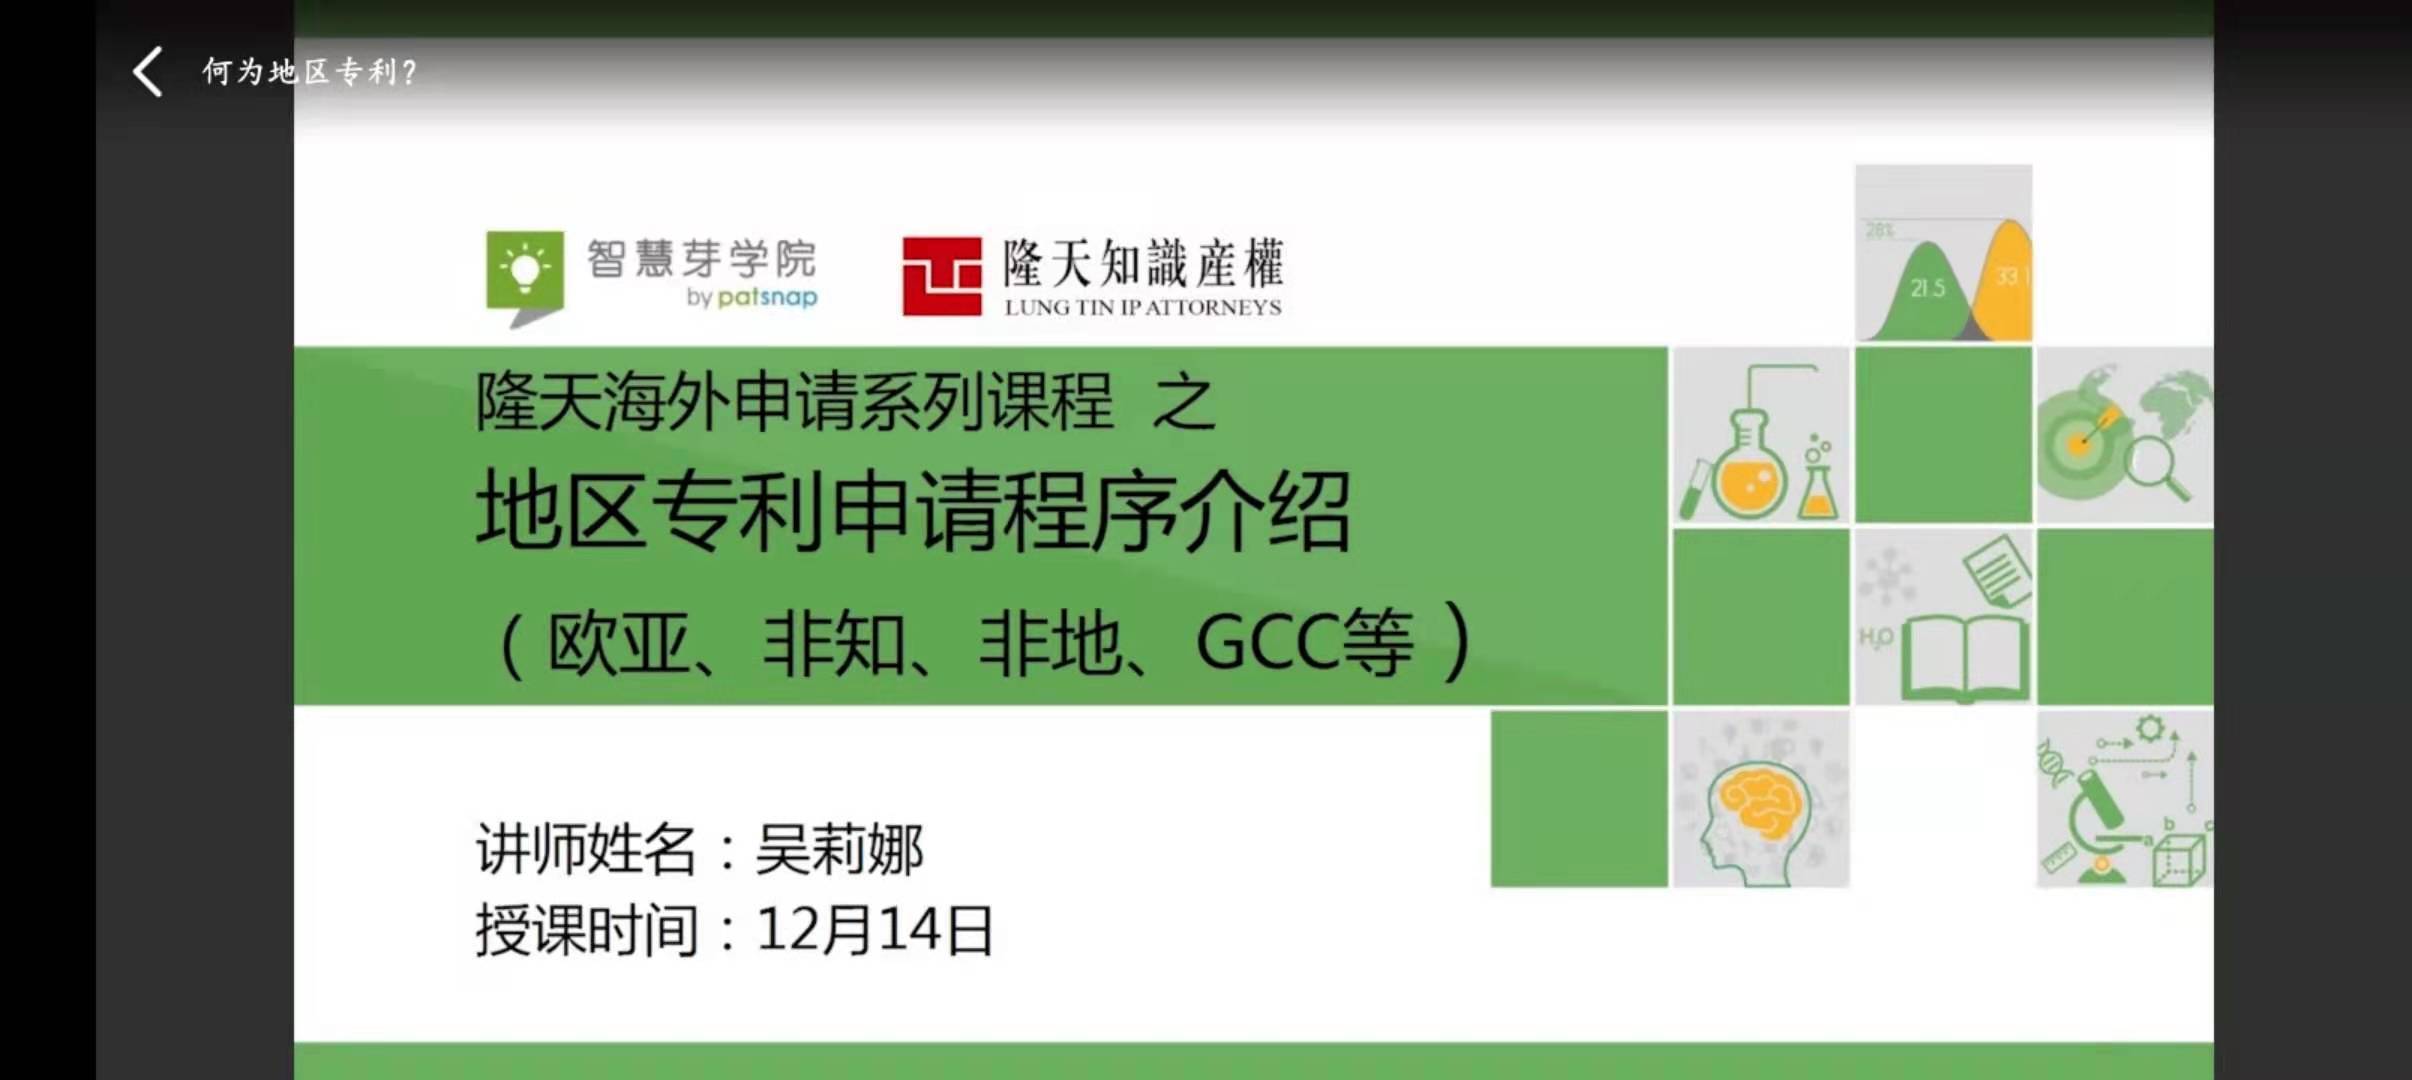 何为地区专利?
智慧芽学院
by patsnap
隆天知識産權
LUNG TIN IP ATTORNEYS
28%
21.5
33.1
隆天海外申请系列课程 之
地区专利申请程序介绍
（欧亚、非知、非地、GCC等）
H₂O
讲师姓名：吴莉娜
授课时间：12月14日
a
b
c